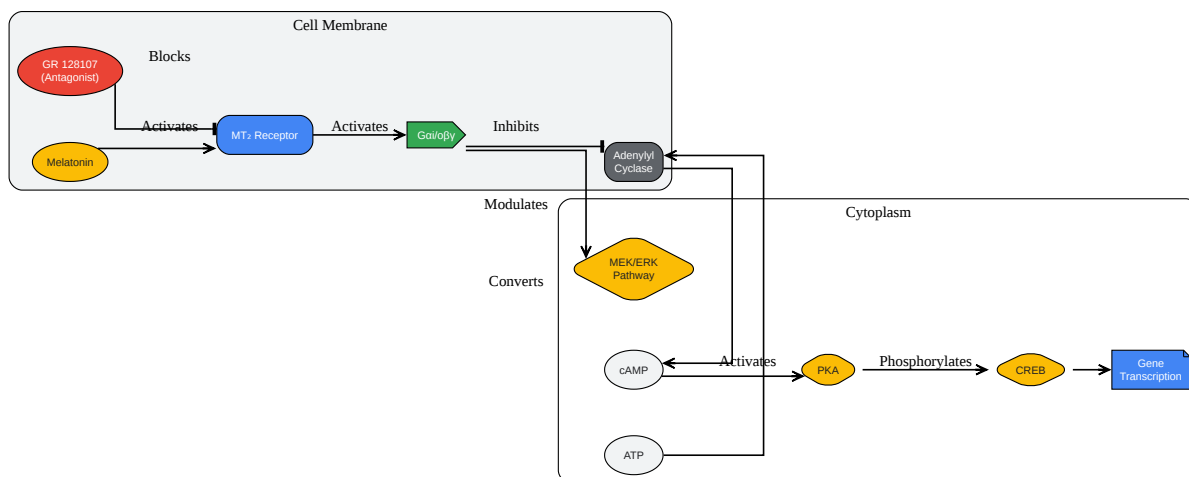 Cell Membrane
Blocks
GR 128107
(Antagonist)
Activates
MT₂ Receptor
Activates
Gαi/oβγ
Inhibits
Melatonin
Adenylyl
Cyclase
Modulates
Cytoplasm
MEK/ERK
Pathway
Converts
cAMP
Activates
PKA
Phosphorylates
CREB
Gene
Transcription
ATP